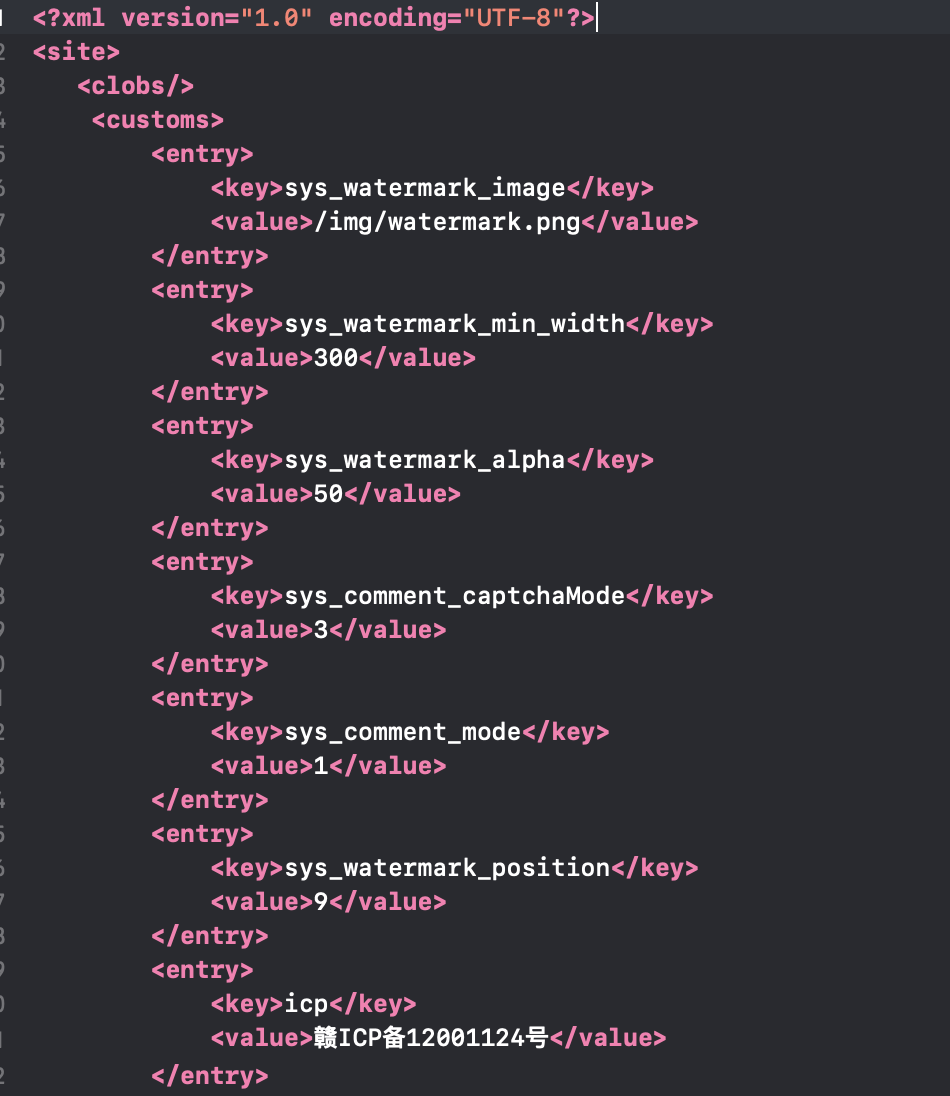 <?xml version="1.0" encoding="UTF-8"?>
<site>
<clobs/>
<customs>
<entry>
<key>sys_watermark_image</key>
<value>/img/watermark.png</value>
</entry>
<entry>
<key>sys_watermark_min_width</key>
<value>300</value>
</entry>
<entry>
<key>sys_watermark_alpha</key>
<value>50</value>
</entry>
<entry>
<key>sys_comment_captchaMode</key>
<value>3</value>
</entry>
<entry>
<key>sys_comment_mode</key>
<value>1</value>
</entry>
<entry>
<key>sys_watermark_position</key>
<value>9</value>
</entry>
<entry>
<key>icp</key>
<value>赣ICP备12001124号</value>
</entry>